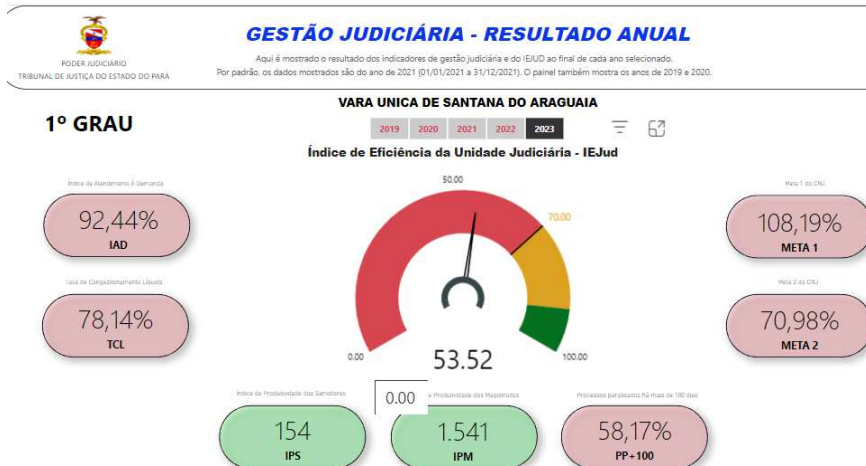 GESTÃO JUDICIÁRIA - RESULTADO ANUAL
PODER JUDICIÁRIO
TRIBUNAL DE JUSTIÇA DO ESTADO DO PARÁ
Aqui é mostrado o resultado dos indicadores de gestão judiciária e do IEJUD ao final de cada ano selecionado.
Por padrão, os dados mostrados são do ano de 2021 (01/01/2021 a 31/12/2021). O painel também mostra os anos de 2019 e 2020.
VARA UNICA DE SANTANA DO ARAGUAIA
1º GRAU
2019 2020 2021 2022 2023
Índice de Eficiência da Unidade Judiciária - IEJud
Índice de Atendimento À Demanda
92,44%
IAD
Taxa de Congestionamento Líquida
78,14%
TCL
50.00
70.00
0.00
100.00
53.52
Meta 1 do CNJ
108,19%
META 1
Meta 2 do CNJ
70,98%
META 2
Índice de Produtividade dos Servidores
154
IPS
0.00
e Produtividade dos Magistrados
1.541
IPM
Processos paralisados há mais de 100 dias
58,17%
PP+100